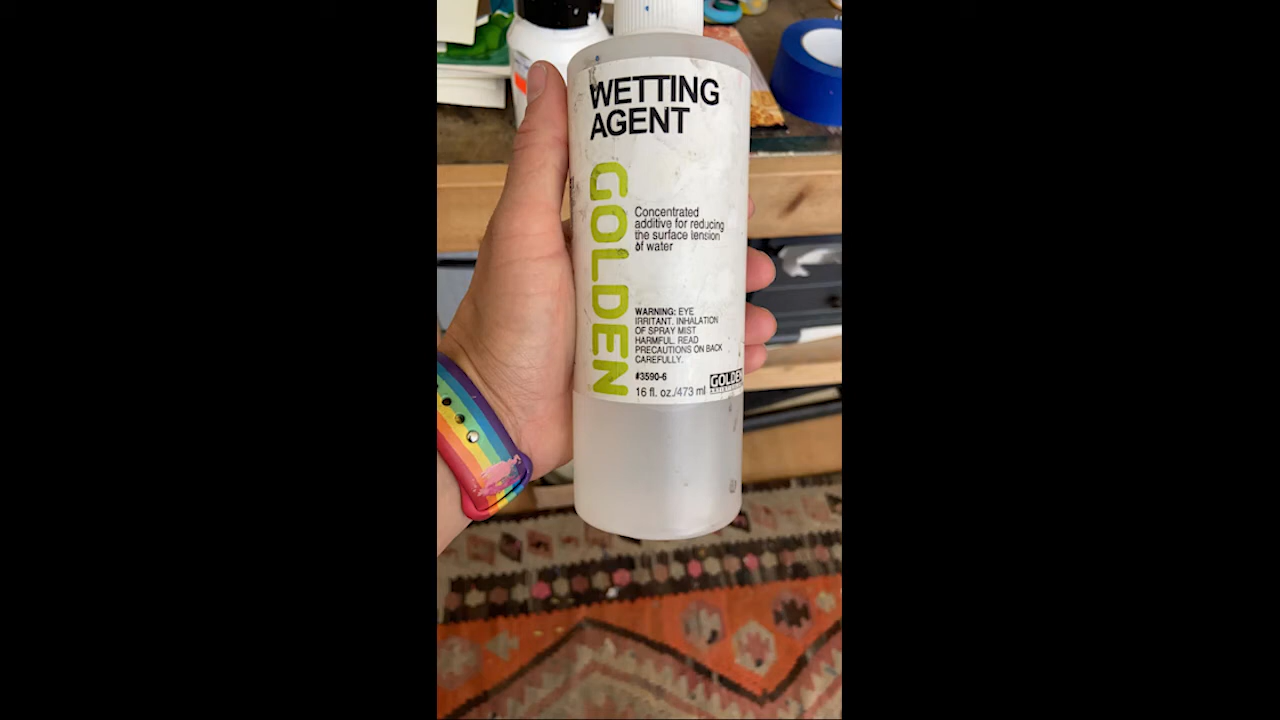 WETTING
AGENT
GOLDEN
Concentrated
additive for reducing
the surface tension
of water
WARNING: EYE
IRRITANT. INHALATION
OF SPRAY MIST
HARMFUL. READ
PRECAUTIONS ON BACK
CAREFULLY.
#3590-6
16 fl. oz./473 ml
GOLDEN